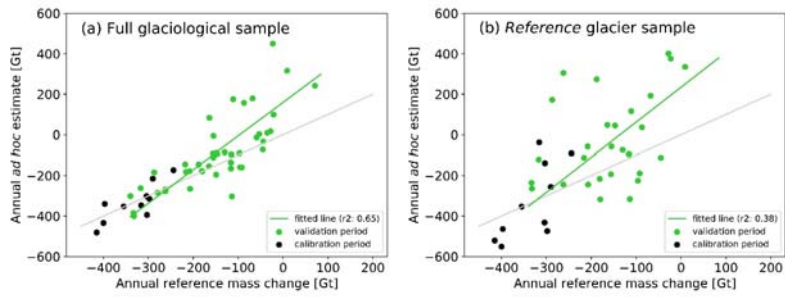 (a) Full glaciological sample
600
400
200
0
−200
−400
−600
Annual ad hoc estimate [Gt]
fitted line (r2: 0.65)
validation period
calibration period
−500 −400 −300 −200 −100 0 100 200
Annual reference mass change [Gt]
(b) Reference glacier sample
600
400
200
0
−200
−400
−600
Annual ad hoc estimate [Gt]
fitted line (r2: 0.38)
validation period
calibration period
−500 −400 −300 −200 −100 0 100 200
Annual reference mass change [Gt]